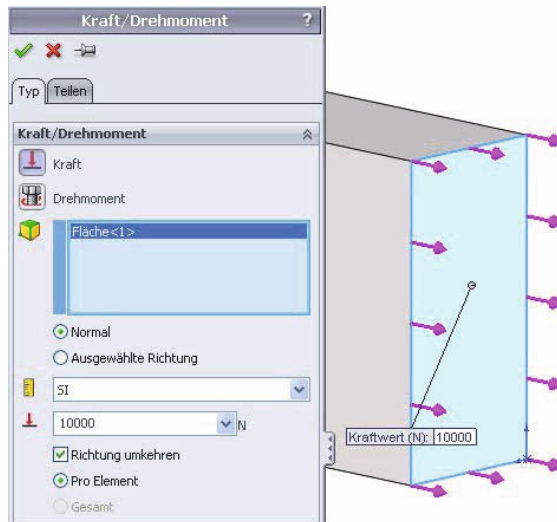 Kraft/Drehmoment ?
Typ Teilen
Kraft/Drehmoment
Kraft
Drehmoment
Fläche<1>
Normal
Ausgewählte Richtung
SI
10000 N
Richtung umkehren
Pro Element
Gesamt
Kraftwert (N): 10000